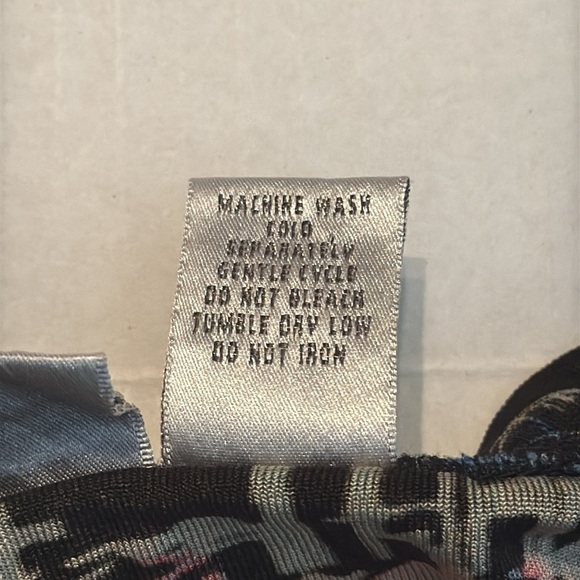 MACHINE WASH
COLD
SEPARATELY
GENTLE CYCLE
DO NOT BLEACH
TUMBLE DRY LOW
DO NOT IRON